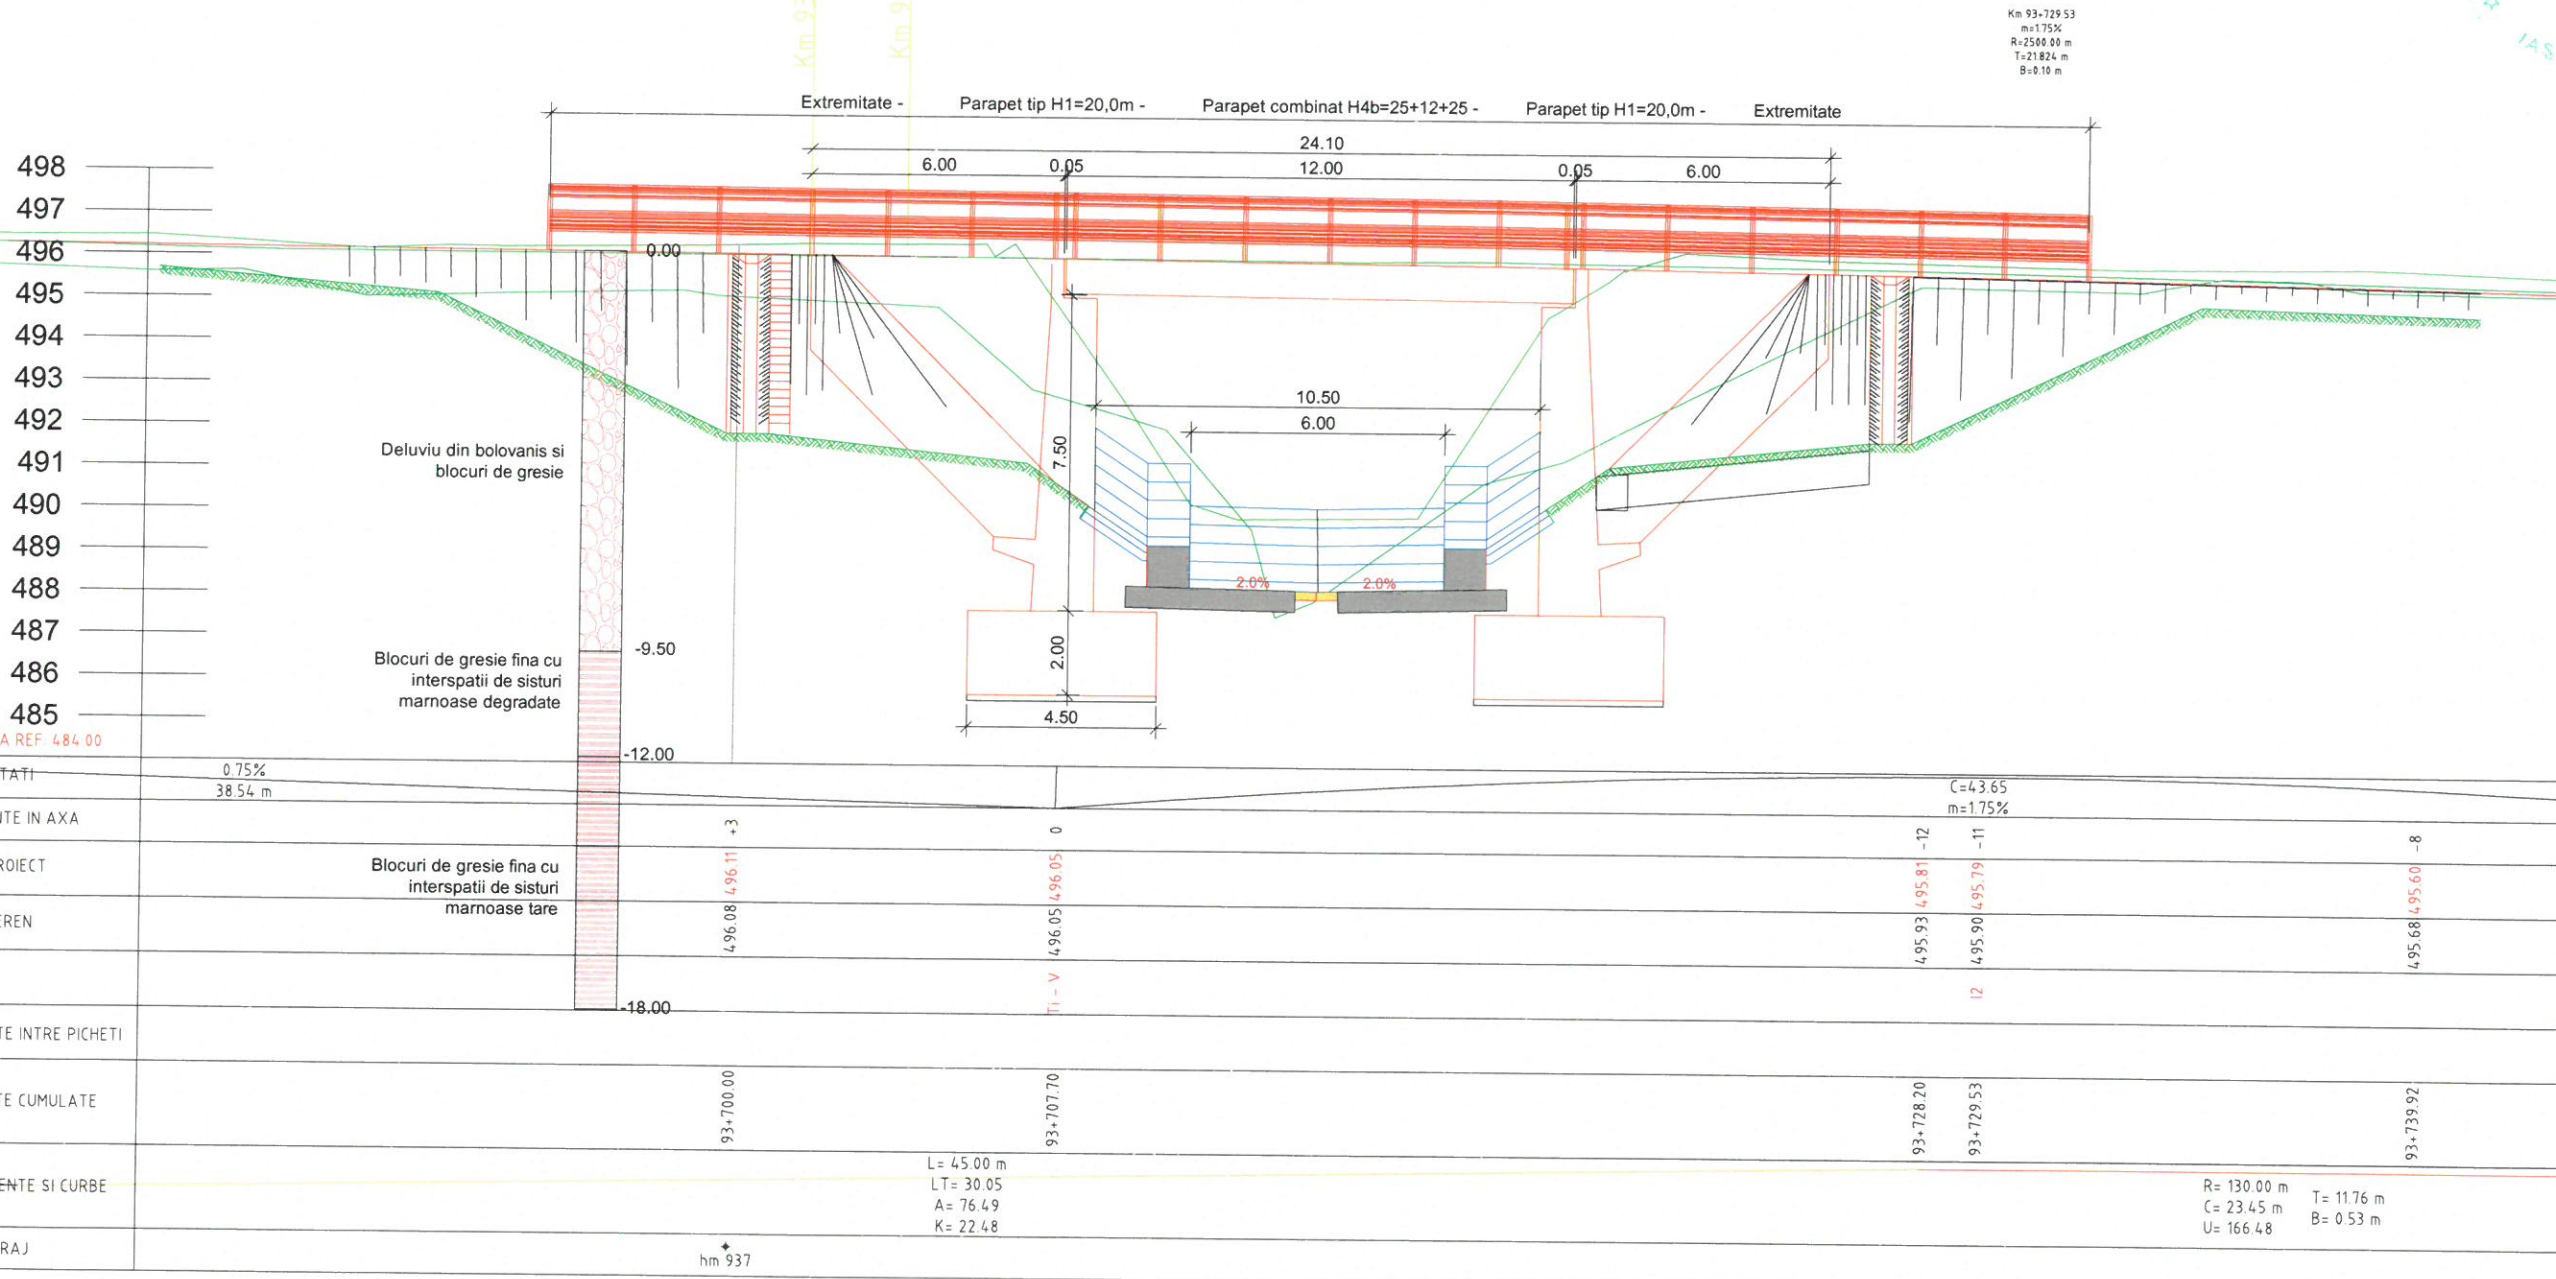 Km 93
Km 9
Km 93+729.53
m=1.75%
R=2500.00 m
T=21.824 m
B=0.10 m
IAS
Extremitate - Parapet tip H1=20,0m - Parapet combinat H4b=25+12+25 - Parapet tip H1=20,0m - Extremitate
24.10
6.00 0.05 12.00 0.05 6.00
498
497
496
495
494
493
492
491
490
489
488
487
486
485
A REF: 484.00
0.00
10.50
6.00
7.50
Deluviu din bolovanis si
blocuri de gresie
2.0% 2.0%
-9.50
Blocuri de gresie fina cu
interspatii de sisturi
marnoase degradate
2.00
4.50
-12.00
TATI
0.75%
38.54 m
C=43.65
m=1.75%
NTE IN AXA
+3 0 -12 -11 -8
ROIECT
496.11 496.05 495.81 495.79 495.60
Blocuri de gresie fina cu
interspatii de sisturi
marnoase tare
EREN
496.08 496.05 495.93 495.90 495.68
Ti - V I2
-18.00
TE INTRE PICHETI
TE CUMULATE
93+700.00 93+707.70 93+728.20 93+729.53 93+739.92
ENTE SI CURBE
L= 45.00 m
LT= 30.05
A= 76.49
K= 22.48
R= 130.00 m
C= 23.45 m
U= 166.48
T= 11.76 m
B= 0.53 m
RAJ
hm 937